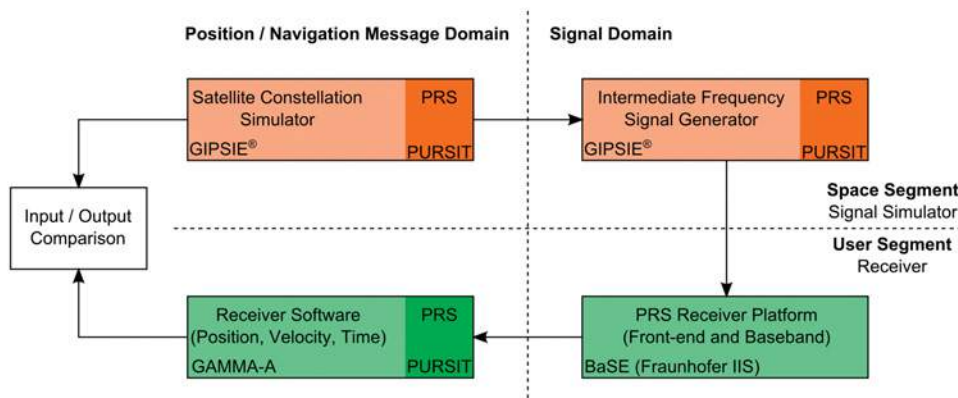 Position / Navigation Message Domain
Signal Domain
Satellite Constellation
Simulator
GIPSIE®
PRS
PURSIT
Intermediate Frequency
Signal Generator
GIPSIE®
PRS
PURSIT
Input / Output
Comparison
Space Segment
Signal Simulator
User Segment
Receiver
Receiver Software
(Position, Velocity, Time)
GAMMA-A
PRS
PURSIT
PRS Receiver Platform
(Front-end and Baseband)
BaSE (Fraunhofer IIS)